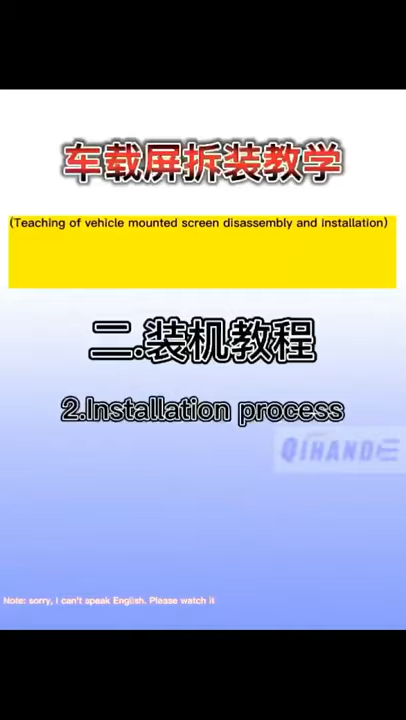 车载屏拆装教学
(Teaching of vehicle mounted screen disassembly and installation)
二.装机教程
2.Installation process
QIHANDE
Note: sorry, I can't speak English. Please watch it